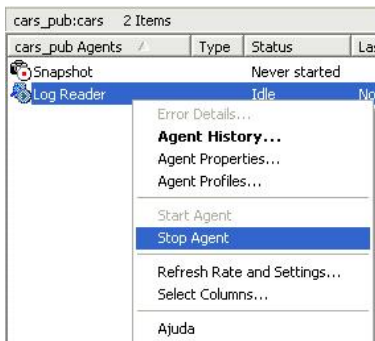 cars_pub:cars 2 Items
cars_pub Agents Type Status
Snapshot Never started
Log Reader Idle
Error Details...
Agent History...
Agent Properties...
Agent Profiles...
Start Agent
Stop Agent
Refresh Rate and Settings...
Select Columns...
Ajuda